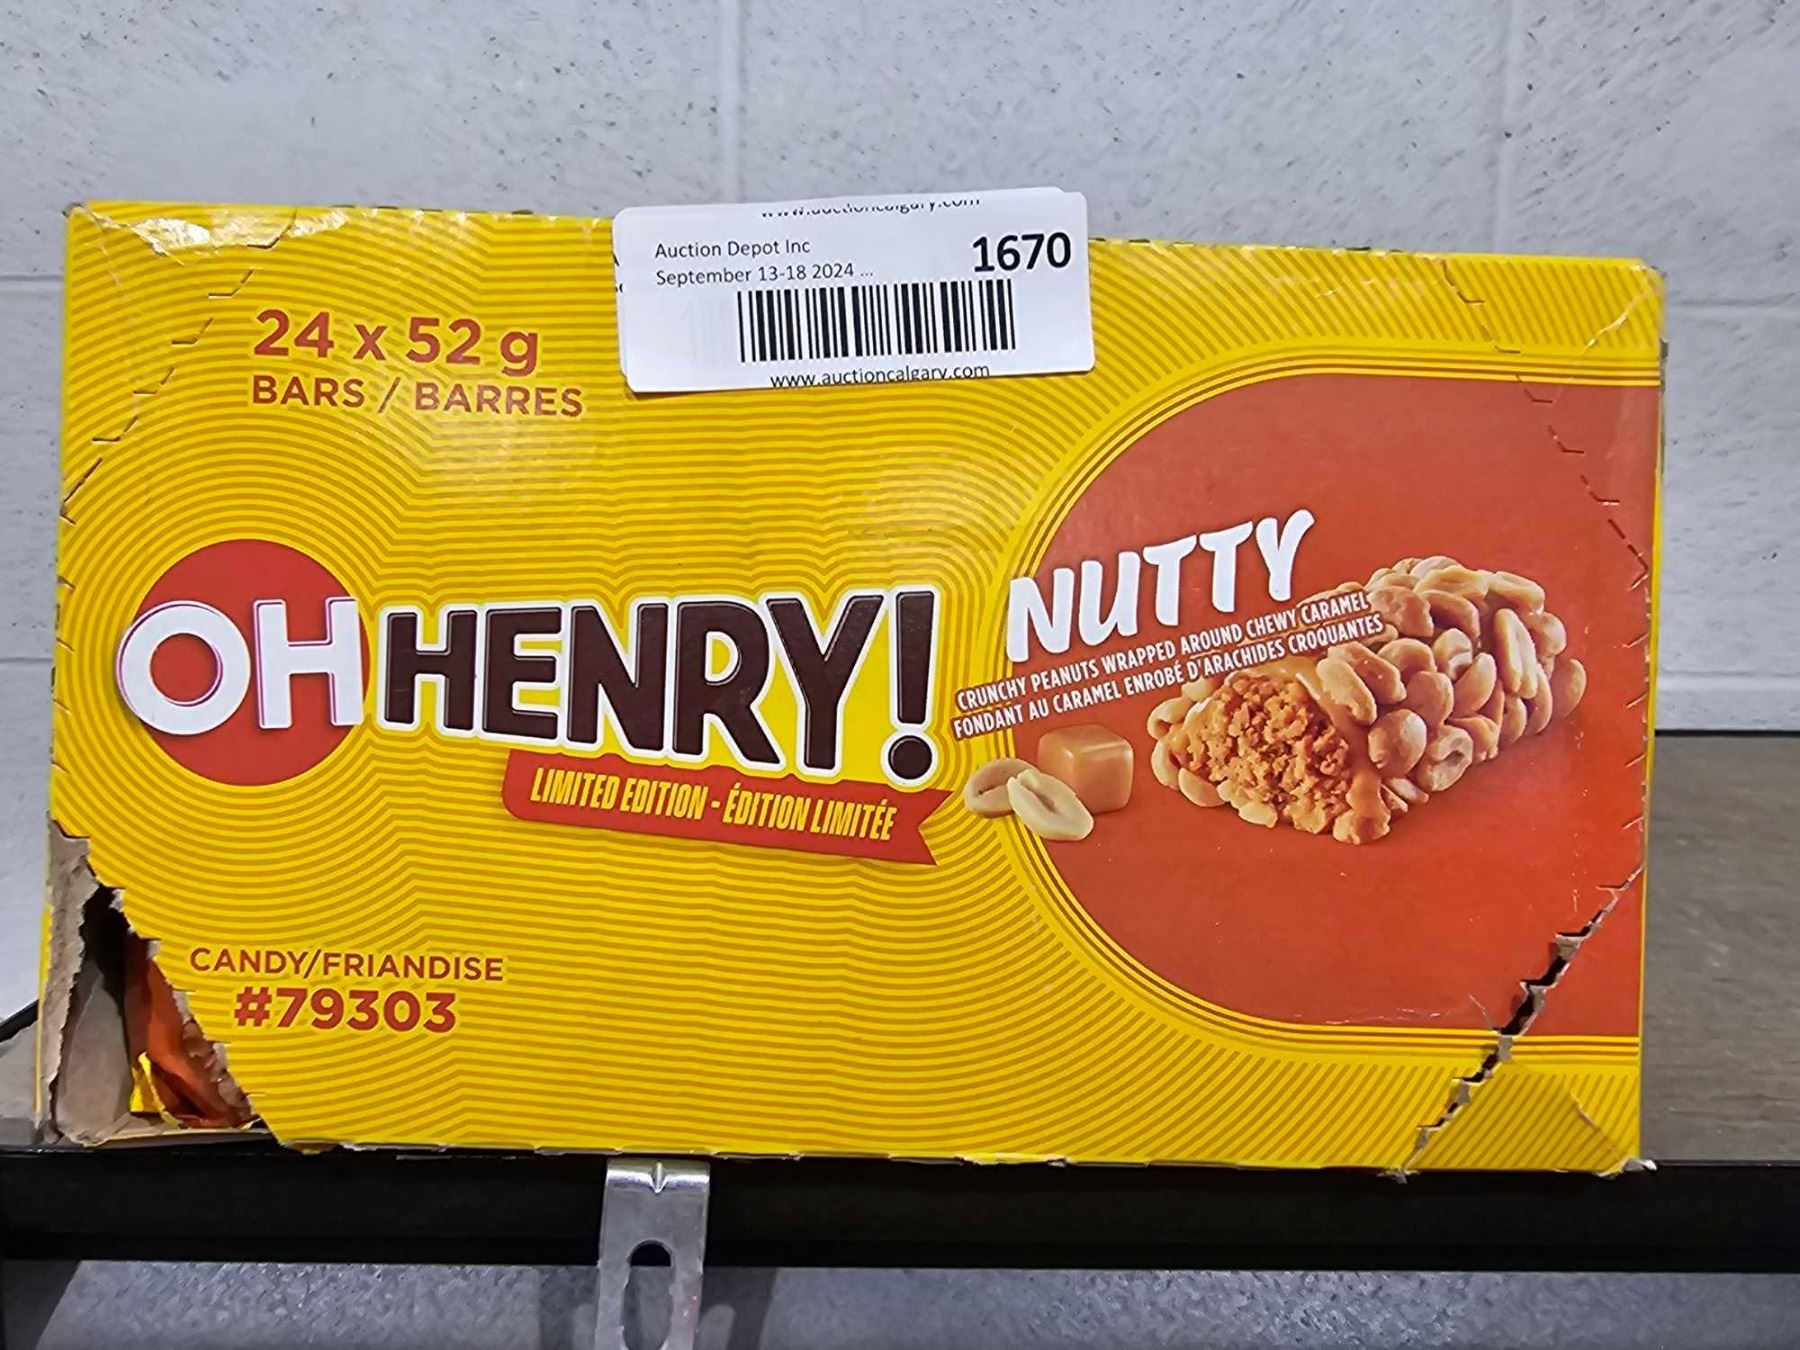 www.auctioncalgary.com
Auction Depot Inc
1670
September 13-18 2024 ...
www.auctioncalgary.com
24 x 52 g
BARS / BARRES
OH HENRY!
LIMITED EDITION - ÉDITION LIMITÉE
NUTTY
CRUNCHY PEANUTS WRAPPED AROUND CHEWY CARAMEL
FONDANT AU CARAMEL ENROBÉ D'ARACHIDES CROQUANTES
CANDY/FRIANDISE
#79303